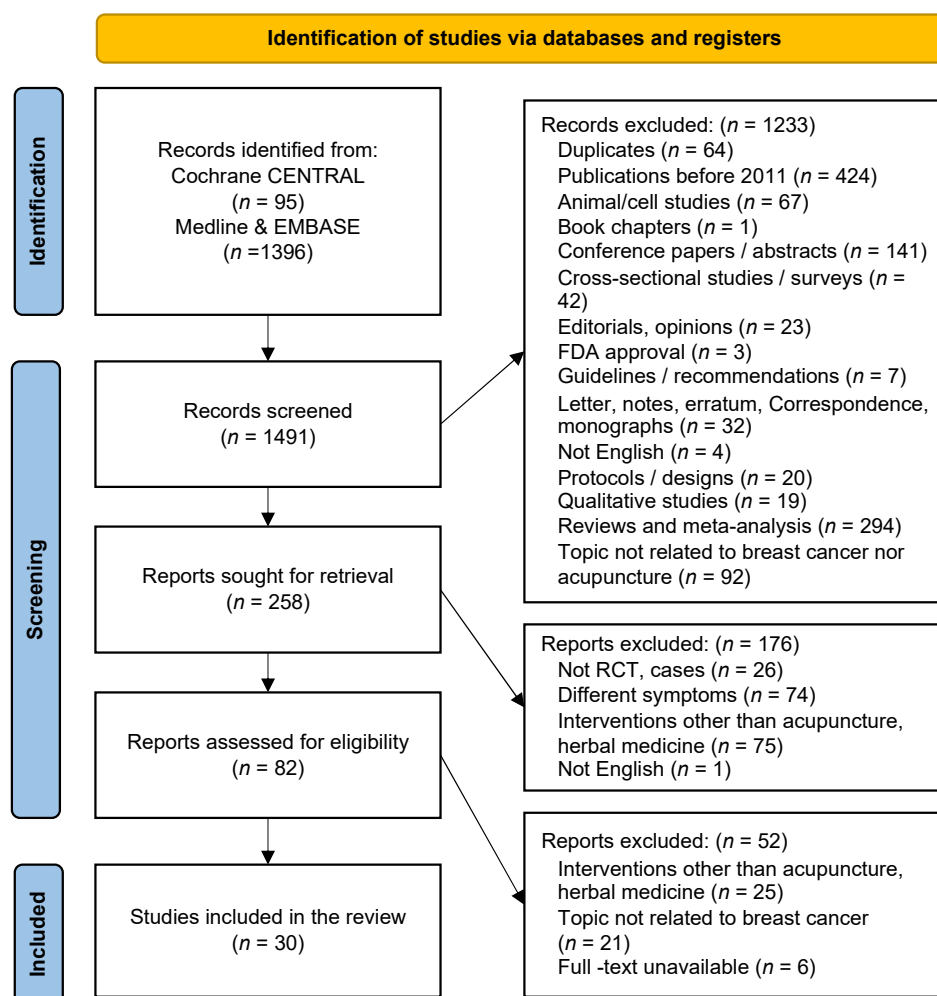 Identification of studies via databases and registers
Identification
Records identified from:
Cochrane CENTRAL
(n = 95)
Medline & EMBASE
(n =1396)
Records excluded: (n = 1233)
Duplicates (n = 64)
Publications before 2011 (n = 424)
Animal/cell studies (n = 67)
Book chapters (n = 1)
Conference papers / abstracts (n = 141)
Cross-sectional studies / surveys (n =
42)
Editorials, opinions (n = 23)
FDA approval (n = 3)
Guidelines / recommendations (n = 7)
Letter, notes, erratum, Correspondence,
monographs (n = 32)
Not English (n = 4)
Protocols / designs (n = 20)
Qualitative studies (n = 19)
Reviews and meta-analysis (n = 294)
Topic not related to breast cancer nor
acupuncture (n = 92)
Screening
Records screened
(n = 1491)
Reports sought for retrieval
(n = 258)
Reports excluded: (n = 176)
Not RCT, cases (n = 26)
Different symptoms (n = 74)
Interventions other than acupuncture,
herbal medicine (n = 75)
Not English (n = 1)
Reports assessed for eligibility
(n = 82)
Reports excluded: (n = 52)
Interventions other than acupuncture,
herbal medicine (n = 25)
Topic not related to breast cancer
(n = 21)
Full -text unavailable (n = 6)
Included
Studies included in the review
(n = 30)